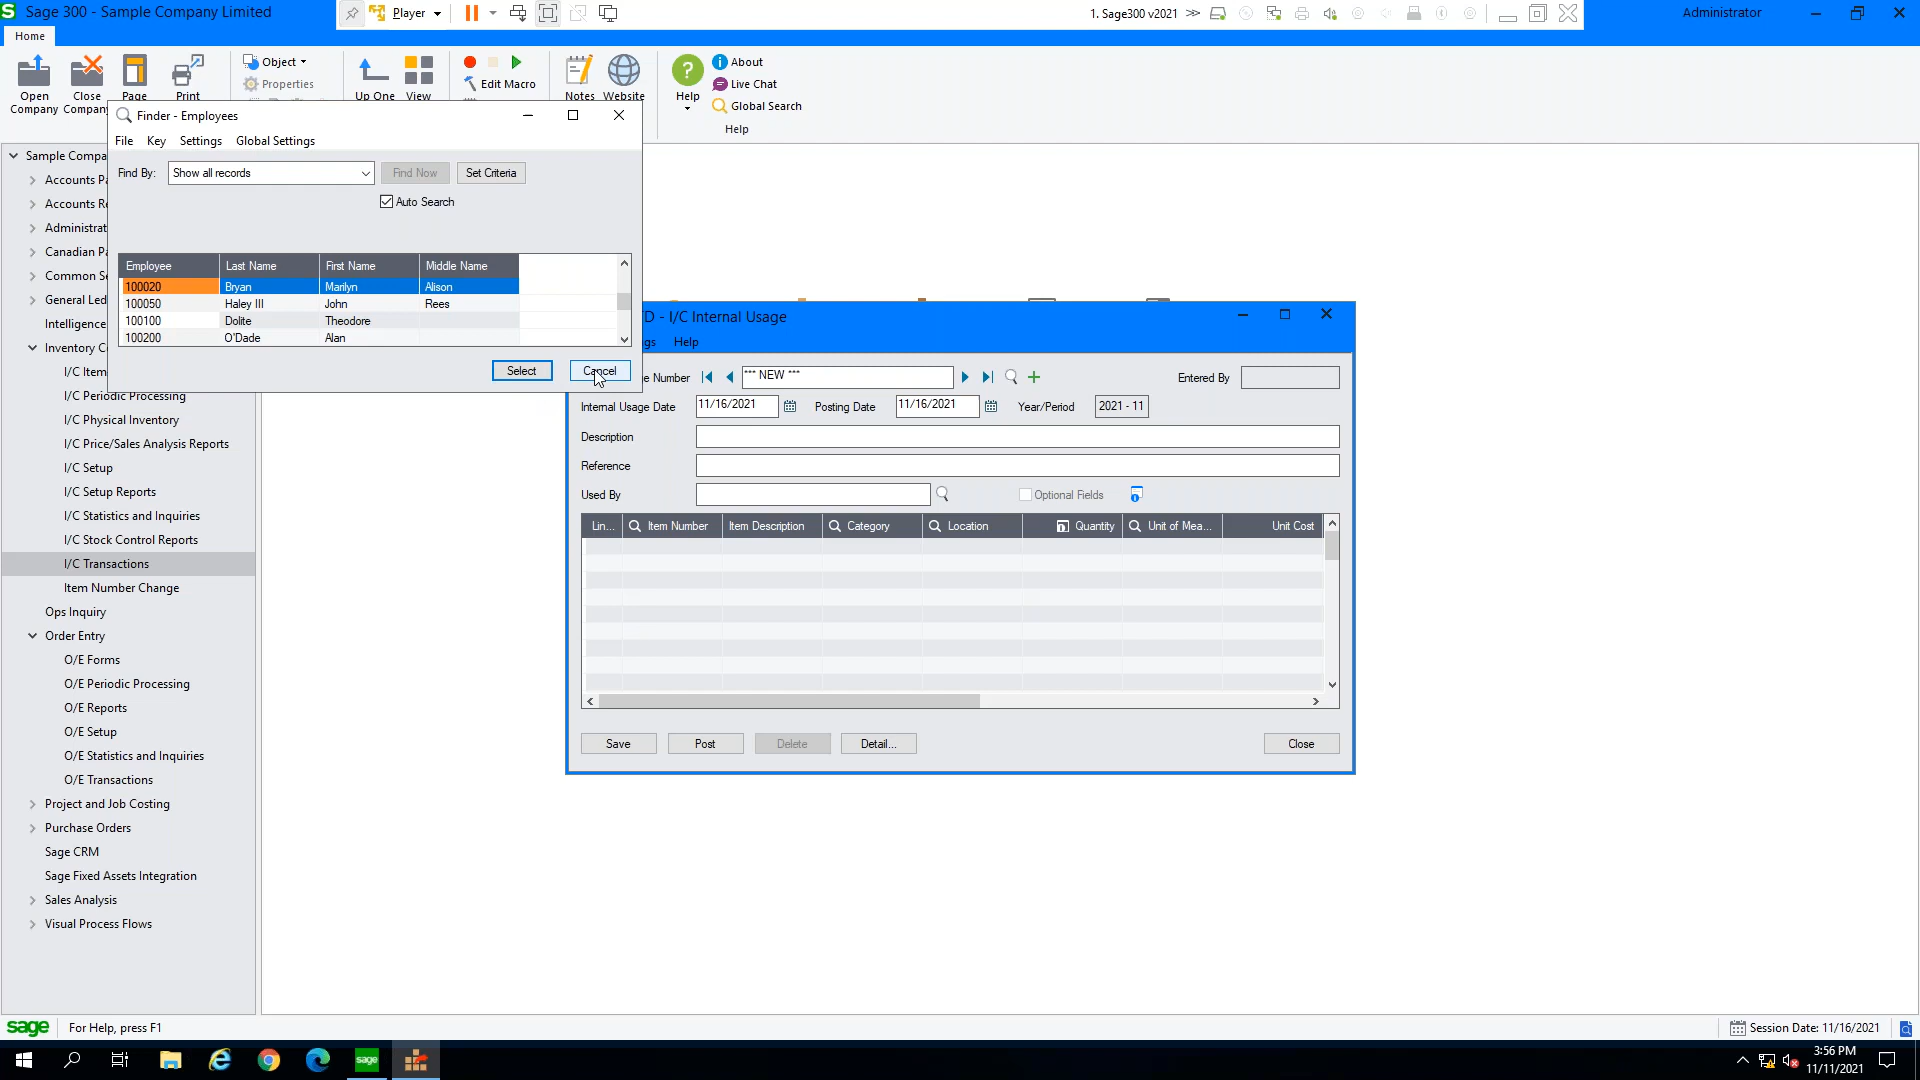 Sage 300 - Sample Company Limited
Player
1. Sage300 v2021
Administrator
Home
Open
Company
Close
Company
Page
Print
Object
Properties
Up One
View
Edit Macro
Notes
Website
Help
About
Live Chat
Global Search
Help
Finder - Employees
File Key Settings Global Settings
Find By: Show all records Find Now Set Criteria
Auto Search
Employee Last Name First Name Middle Name
100020 Bryan Marilyn Alison
100050 Haley III John Rees
100100 Dolite Theodore
100200 O'Dade Alan
Select Cancel
Sample Compa
Accounts Pa
Accounts Re
Administrat
Canadian Pa
Common Se
General Led
Intelligence
Inventory C
I/C Item
I/C Periodic Processing
I/C Physical Inventory
I/C Price/Sales Analysis Reports
I/C Setup
I/C Setup Reports
I/C Statistics and Inquiries
I/C Stock Control Reports
I/C Transactions
Item Number Change
Ops Inquiry
Order Entry
O/E Forms
O/E Periodic Processing
O/E Reports
O/E Setup
O/E Statistics and Inquiries
O/E Transactions
Project and Job Costing
Purchase Orders
Sage CRM
Sage Fixed Assets Integration
Sales Analysis
Visual Process Flows
D - I/C Internal Usage
gs Help
ge Number *** NEW *** Entered By
Internal Usage Date 11/16/2021 Posting Date 11/16/2021 Year/Period 2021 - 11
Description
Reference
Used By Optional Fields
Lin... Item Number Item Description Category Location Quantity Unit of Mea... Unit Cost
Save Post Delete Detail... Close
sage For Help, press F1
Session Date: 11/16/2021
sage
3:56 PM
11/11/2021